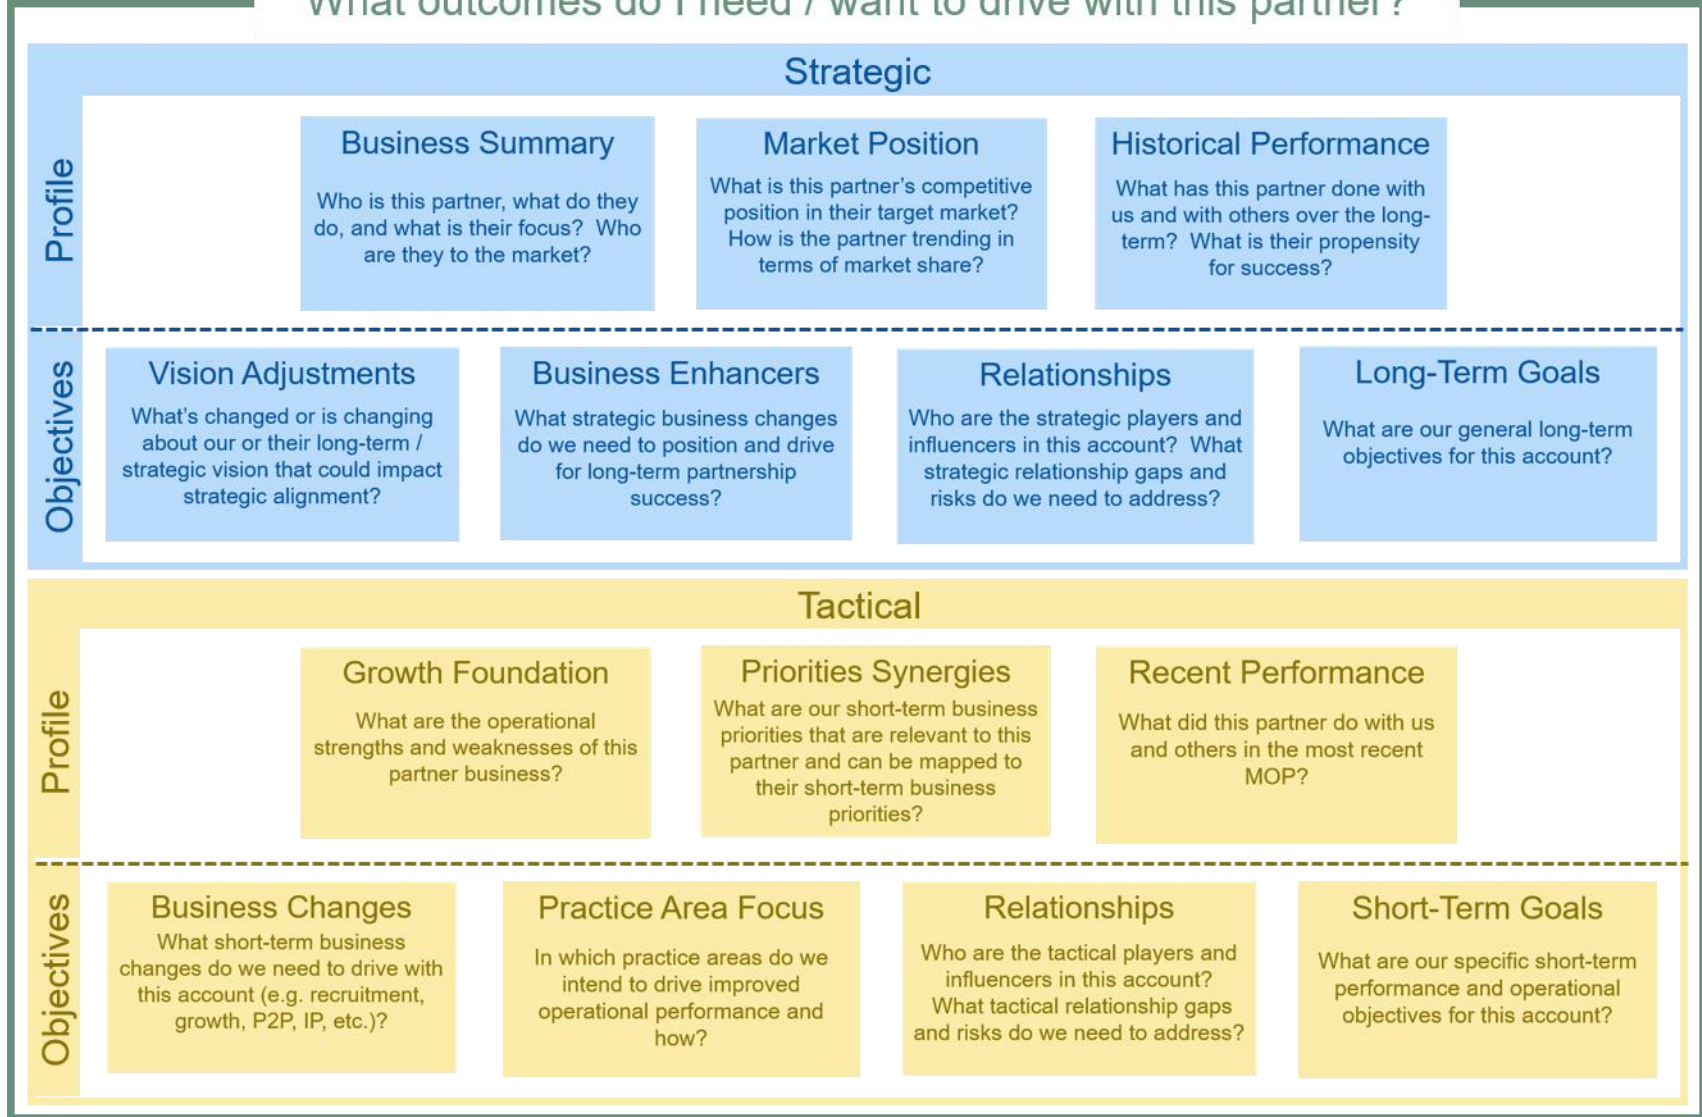 What outcomes do I need / want to drive with this partner?
Strategic
Profile
Business Summary
Who is this partner, what do they
do, and what is their focus?  Who
are they to the market?
Market Position
What is this partner's competitive
position in their target market?
How is the partner trending in
terms of market share?
Historical Performance
What has this partner done with
us and with others over the long-
term?  What is their propensity
for success?
Objectives
Vision Adjustments
What's changed or is changing
about our or their long-term /
strategic vision that could impact
strategic alignment?
Business Enhancers
What strategic business changes
do we need to position and drive
for long-term partnership
success?
Relationships
Who are the strategic players and
influencers in this account?  What
strategic relationship gaps and
risks do we need to address?
Long-Term Goals
What are our general long-term
objectives for this account?
Tactical
Profile
Growth Foundation
What are the operational
strengths and weaknesses of this
partner business?
Priorities Synergies
What are our short-term business
priorities that are relevant to this
partner and can be mapped to
their short-term business
priorities?
Recent Performance
What did this partner do with us
and others in the most recent
MOP?
Objectives
Business Changes
What short-term business
changes do we need to drive with
this account (e.g. recruitment,
growth, P2P, IP, etc.)?
Practice Area Focus
In which practice areas do we
intend to drive improved
operational performance and
how?
Relationships
Who are the tactical players and
influencers in this account?
What tactical relationship gaps
and risks do we need to address?
Short-Term Goals
What are our specific short-term
performance and operational
objectives for this account?